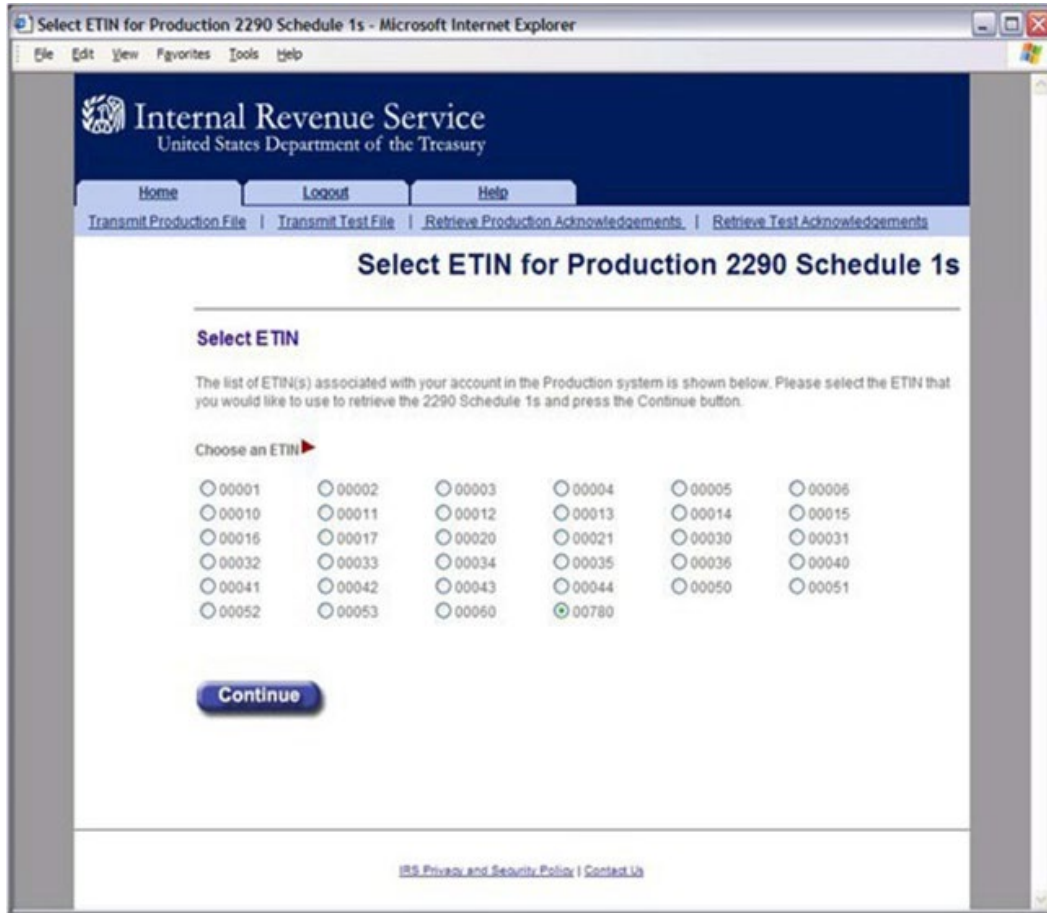 Select ETIN for Production 2290 Schedule 1s - Microsoft Internet Explorer
File Edit View Favorites Tools Help
Internal Revenue Service
United States Department of the Treasury
Home Logout Help
Transmit Production File | Transmit Test File | Retrieve Production Acknowledgements | Retrieve Test Acknowledgements
Select ETIN for Production 2290 Schedule 1s
Select ETIN
The list of ETIN(s) associated with your account in the Production system is shown below. Please select the ETIN that
you would like to use to retrieve the 2290 Schedule 1s and press the Continue button.
Choose an ETIN
00001 00002 00003 00004 00005 00006
00010 00011 00012 00013 00014 00015
00016 00017 00020 00021 00030 00031
00032 00033 00034 00035 00036 00040
00041 00042 00043 00044 00050 00051
00052 00053 00060 00780
Continue
IRS Privacy and Security Policy | Contact Us